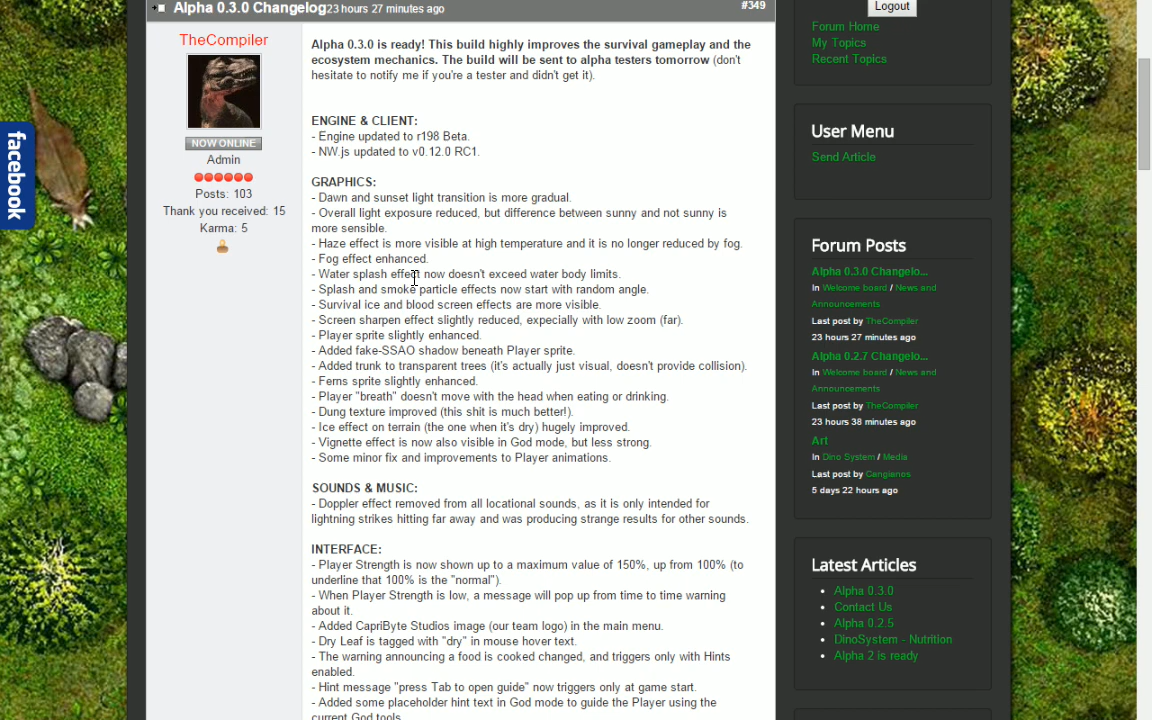 Alpha 0.3.0 Changelog 23 hours 27 minutes ago #349
TheCompiler
NOW ONLINE
Admin
Posts: 103
Thank you received: 15
Karma: 5
facebook
Alpha 0.3.0 is ready! This build highly improves the survival gameplay and the
ecosystem mechanics. The build will be sent to alpha testers tomorrow (don't
hesitate to notify me if you're a tester and didn't get it).
ENGINE & CLIENT:
- Engine updated to r198 Beta.
- NW.js updated to v0.12.0 RC1.
GRAPHICS:
- Dawn and sunset light transition is more gradual.
- Overall light exposure reduced, but difference between sunny and not sunny is
more sensible.
- Haze effect is more visible at high temperature and it is no longer reduced by fog.
- Fog effect enhanced.
- Water splash effect now doesn't exceed water body limits.
- Splash and smoke particle effects now start with random angle.
- Survival ice and blood screen effects are more visible.
- Screen sharpen effect slightly reduced, expecially with low zoom (far).
- Player sprite slightly enhanced.
- Added fake-SSAO shadow beneath Player sprite.
- Added trunk to transparent trees (it's actually just visual, doesn't provide collision).
- Ferns sprite slightly enhanced.
- Player "breath" doesn't move with the head when eating or drinking.
- Dung texture improved (this shit is much better!).
- Ice effect on terrain (the one when it's dry) hugely improved.
- Vignette effect is now also visible in God mode, but less strong.
- Some minor fix and improvements to Player animations.
SOUNDS & MUSIC:
- Doppler effect removed from all locational sounds, as it is only intended for
lightning strikes hitting far away and was producing strange results for other sounds.
INTERFACE:
- Player Strength is now shown up to a maximum value of 150%, up from 100% (to
underline that 100% is the "normal").
- When Player Strength is low, a message will pop up from time to time warning
about it.
- Added CapriByte Studios image (our team logo) in the main menu.
- Dry Leaf is tagged with "dry" in mouse hover text.
- The warning announcing a food is cooked changed, and triggers only with Hints
enabled.
- Hint message "press Tab to open guide" now triggers only at game start.
- Added some placeholder hint text in God mode to guide the Player using the
current God tools.
Logout
Forum Home
My Topics
Recent Topics
User Menu
Send Article
Forum Posts
Alpha 0.3.0 Changelo...
In Welcome board / News and
Announcements
Last post by TheCompiler
23 hours 27 minutes ago
Alpha 0.2.7 Changelo...
In Welcome board / News and
Announcements
Last post by TheCompiler
23 hours 38 minutes ago
Art
In Dino System / Media
Last post by Cangianos
5 days 22 hours ago
Latest Articles
Alpha 0.3.0
Contact Us
Alpha 0.2.5
DinoSystem - Nutrition
Alpha 2 is ready